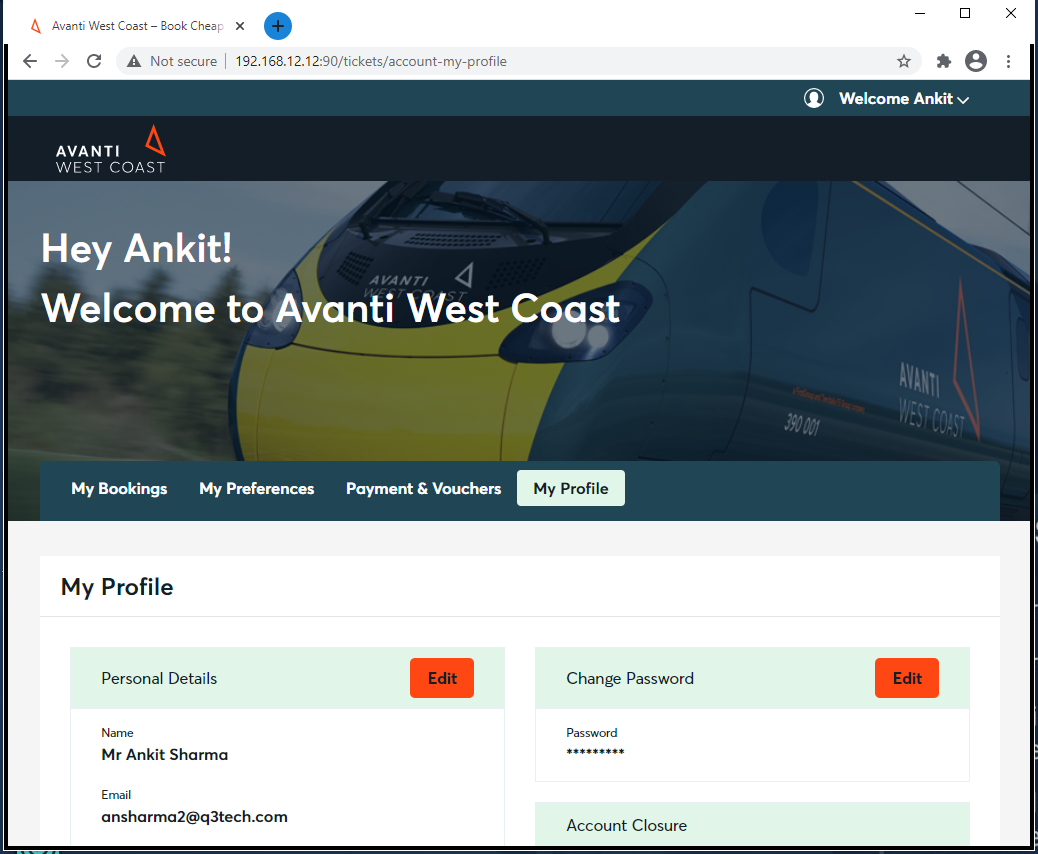 Avanti West Coast – Book Cheap
Not secure
192.168.12.12:90/tickets/account-my-profile
Welcome Ankit
AVANTI
WEST COAST
Hey Ankit!
AVANTI
WEST COAST
Welcome to Avanti West Coast
AVANTI
WEST COAST
390 001
My Bookings
My Preferences
Payment & Vouchers
My Profile
My Profile
Personal Details
Edit
Change Password
Edit
Name
Mr Ankit Sharma
Password
*********
Email
ansharma2@q3tech.com
Account Closure